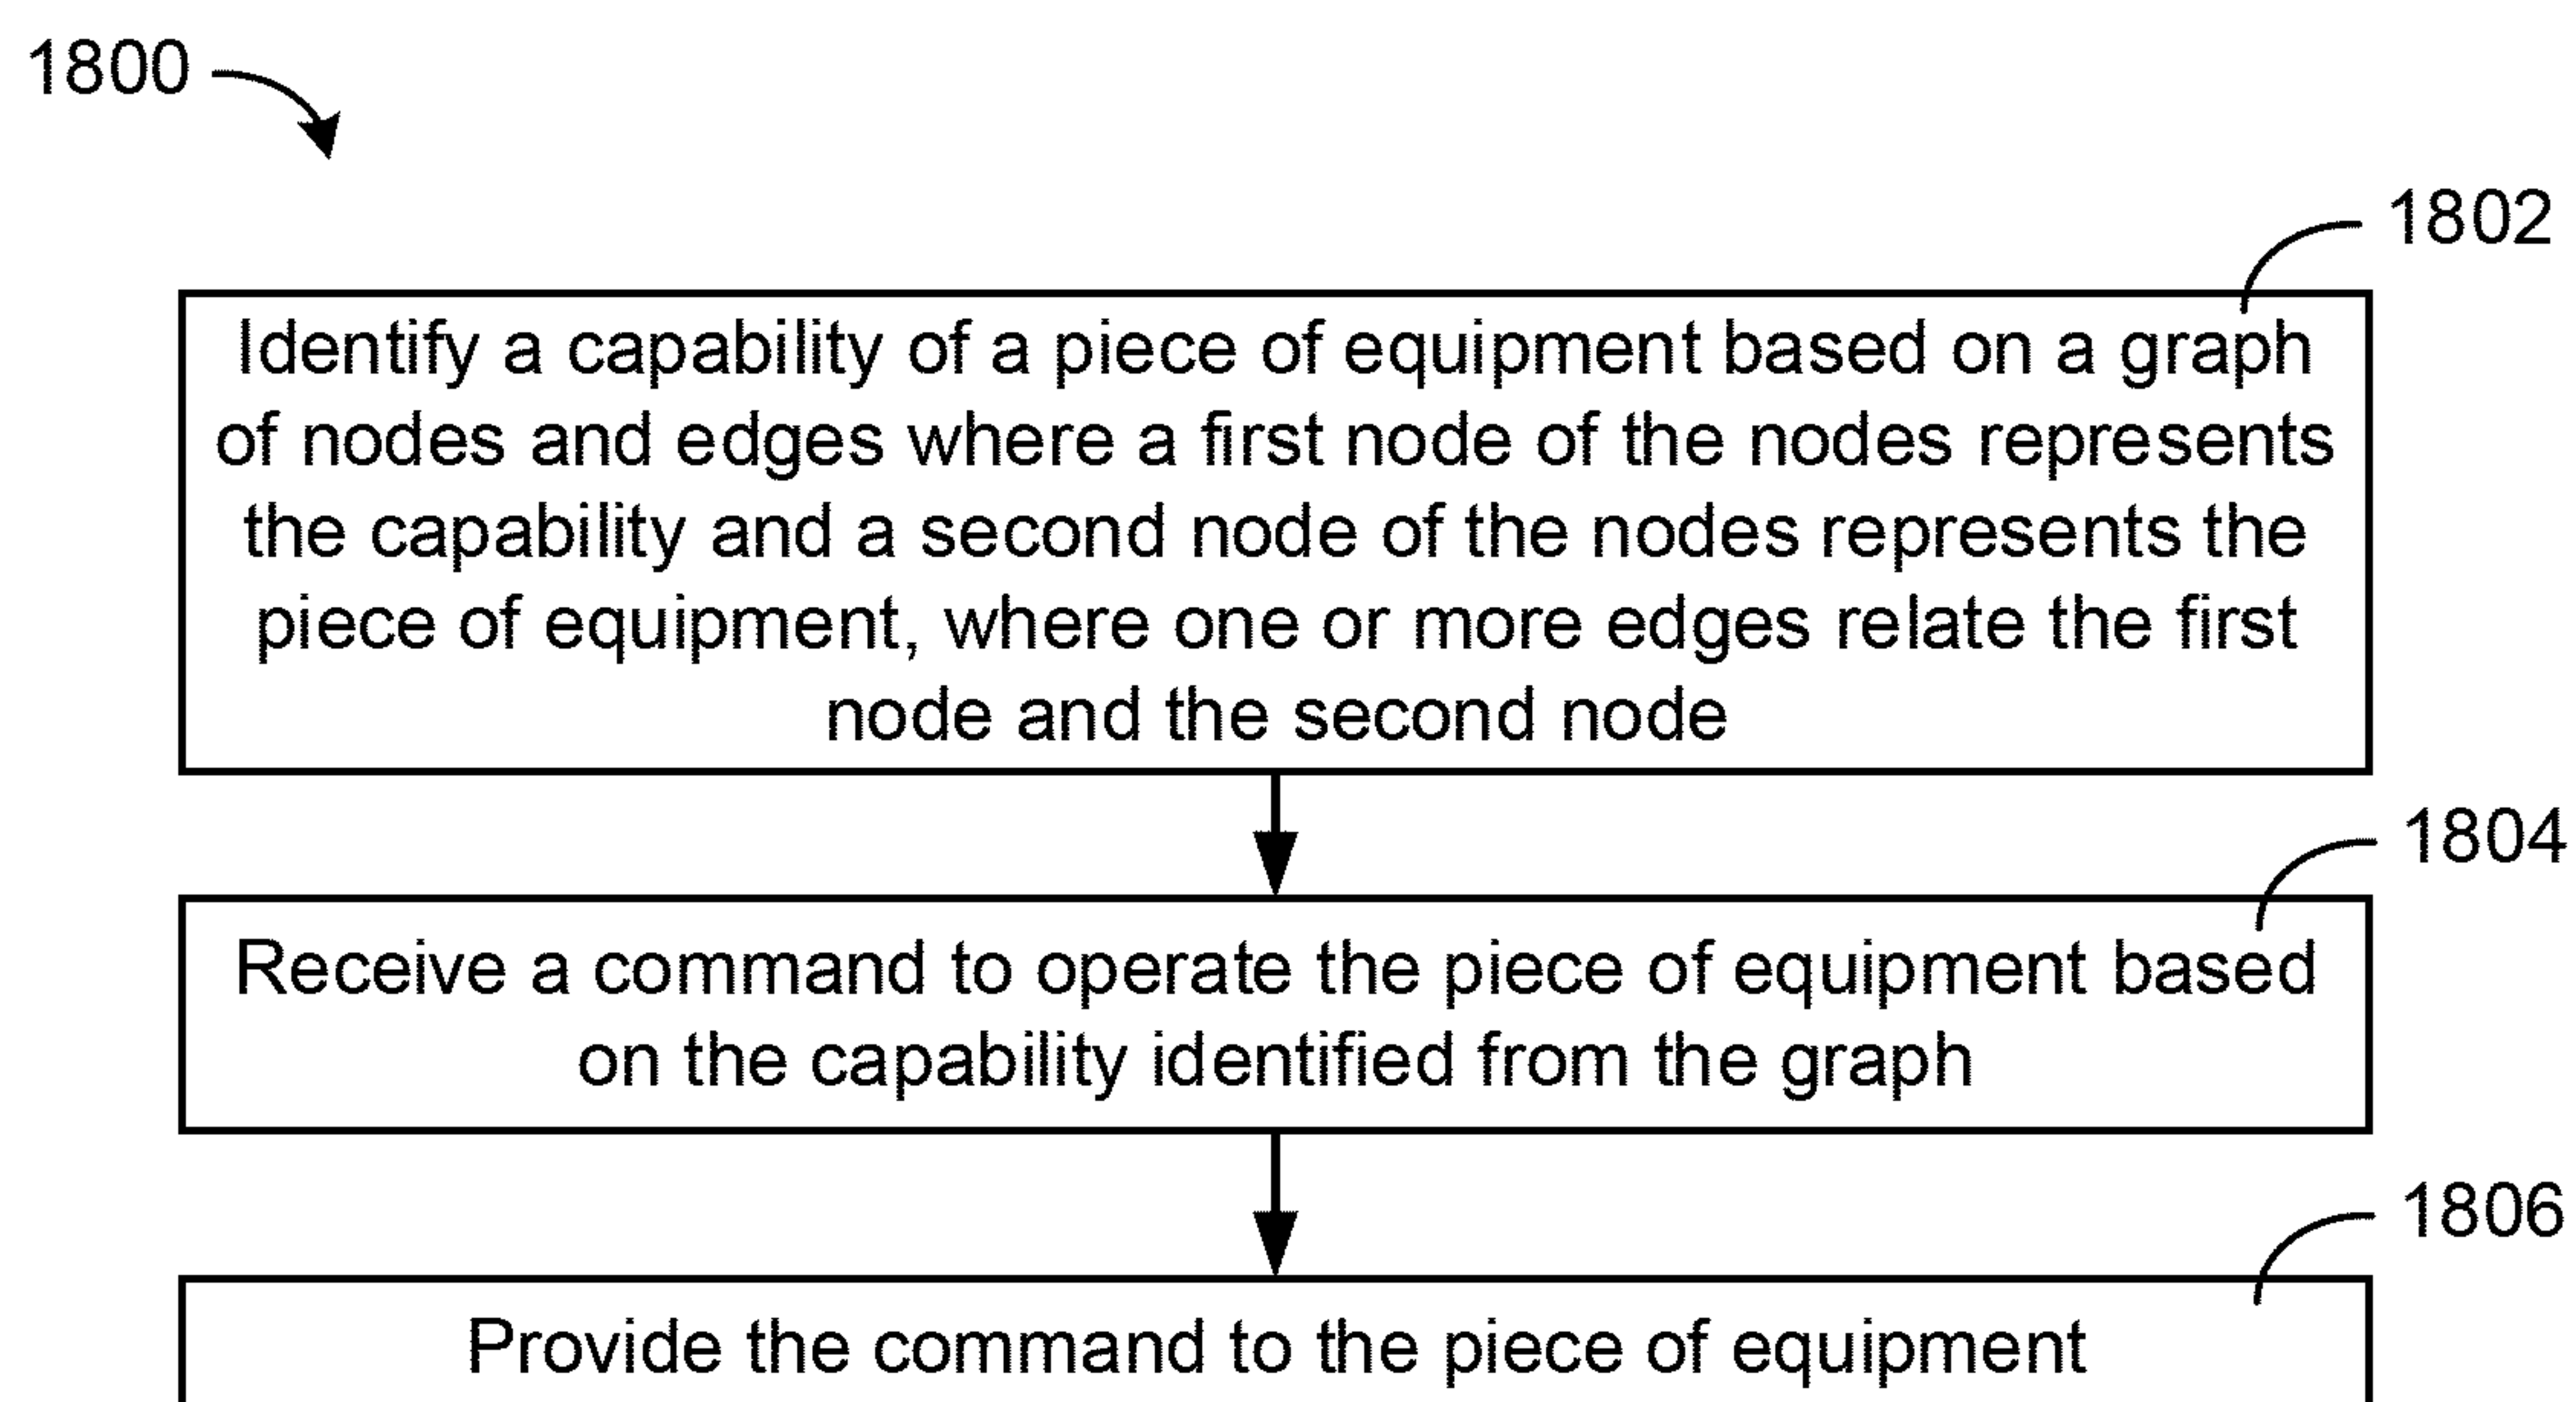 1800
1802
Identify a capability of a piece of equipment based on a graph
of nodes and edges where a first node of the nodes represents
the capability and a second node of the nodes represents the
piece of equipment, where one or more edges relate the first
node and the second node
1804
Receive a command to operate the piece of equipment based
on the capability identified from the graph
1806
Provide the command to the piece of equipment